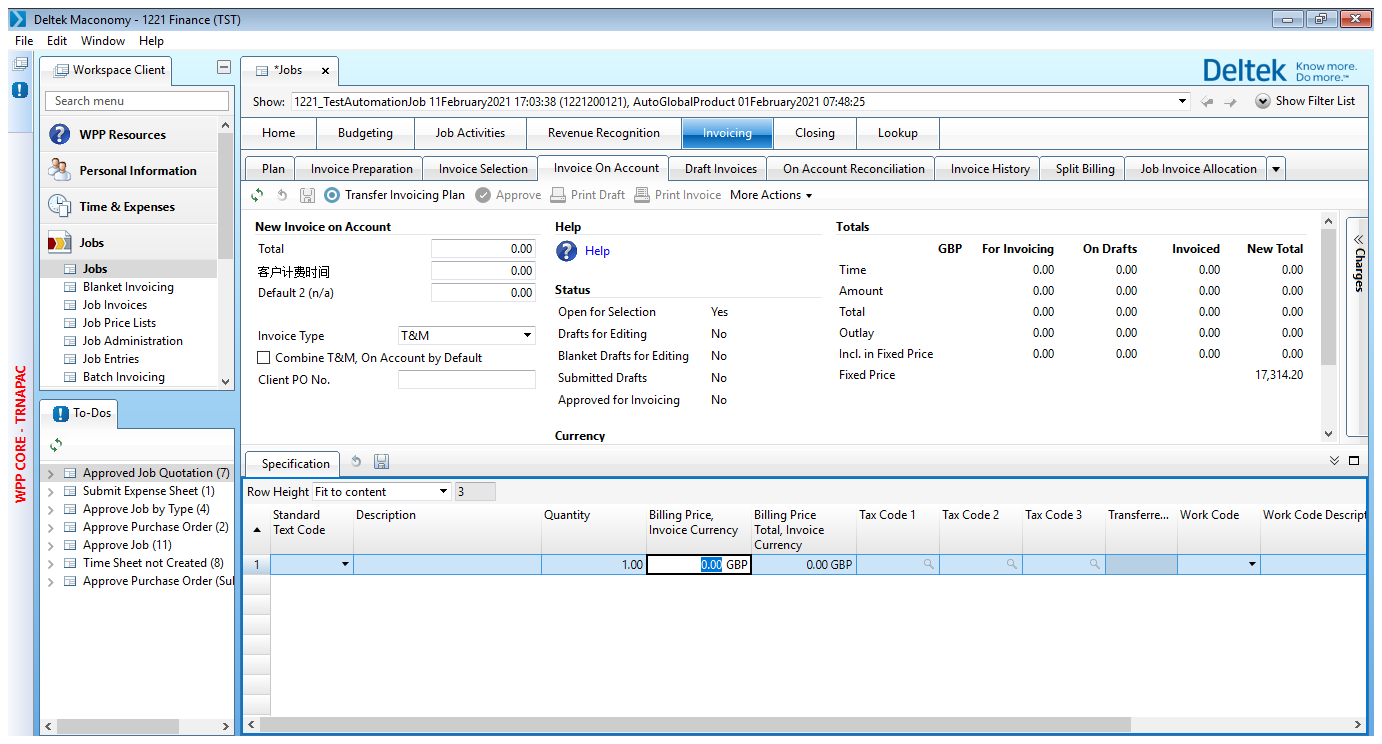 Deltek Maconomy - 1221 Finance (TST)
File Edit Window Help
WPP CORE - TRNAPAC
Workspace Client
Search menu
WPP Resources
Personal Information
Time & Expenses
Jobs
Jobs
Blanket Invoicing
Job Invoices
Job Price Lists
Job Administration
Job Entries
Batch Invoicing
To-Dos
Approved Job Quotation (7)
Submit Expense Sheet (1)
Approve Job by Type (4)
Approve Purchase Order (2)
Approve Job (11)
Time Sheet not Created (8)
Approve Purchase Order (Sul
*Jobs
Deltek Know more. Do more.™
Show: 1221_TestAutomationJob 11February2021 17:03:38 (1221200121), AutoGlobalProduct 01February2021 07:48:25 Show Filter List
Home Budgeting Job Activities Revenue Recognition Invoicing Closing Lookup
Plan Invoice Preparation Invoice Selection Invoice On Account Draft Invoices On Account Reconciliation Invoice History Split Billing Job Invoice Allocation
Transfer Invoicing Plan Approve Print Draft Print Invoice More Actions
New Invoice on Account
Total 0.00
客户计费时间 0.00
Default 2 (n/a) 0.00
Invoice Type T&M
Combine T&M, On Account by Default
Client PO No.
Help
Help
Status
Open for Selection Yes
Drafts for Editing No
Blanket Drafts for Editing No
Submitted Drafts No
Approved for Invoicing No
Currency
Totals
GBP For Invoicing On Drafts Invoiced New Total
Time 0.00 0.00 0.00 0.00
Amount 0.00 0.00 0.00 0.00
Total 0.00 0.00 0.00 0.00
Outlay 0.00 0.00 0.00 0.00
Incl. in Fixed Price 0.00 0.00 0.00 0.00
Fixed Price 17,314.20
Charges
Specification
Row Height Fit to content 3
Standard Text Code Description Quantity Billing Price, Invoice Currency Billing Price Total, Invoice Currency Tax Code 1 Tax Code 2 Tax Code 3 Transferre... Work Code Work Code Descript
1 1.00 0.00 GBP 0.00 GBP